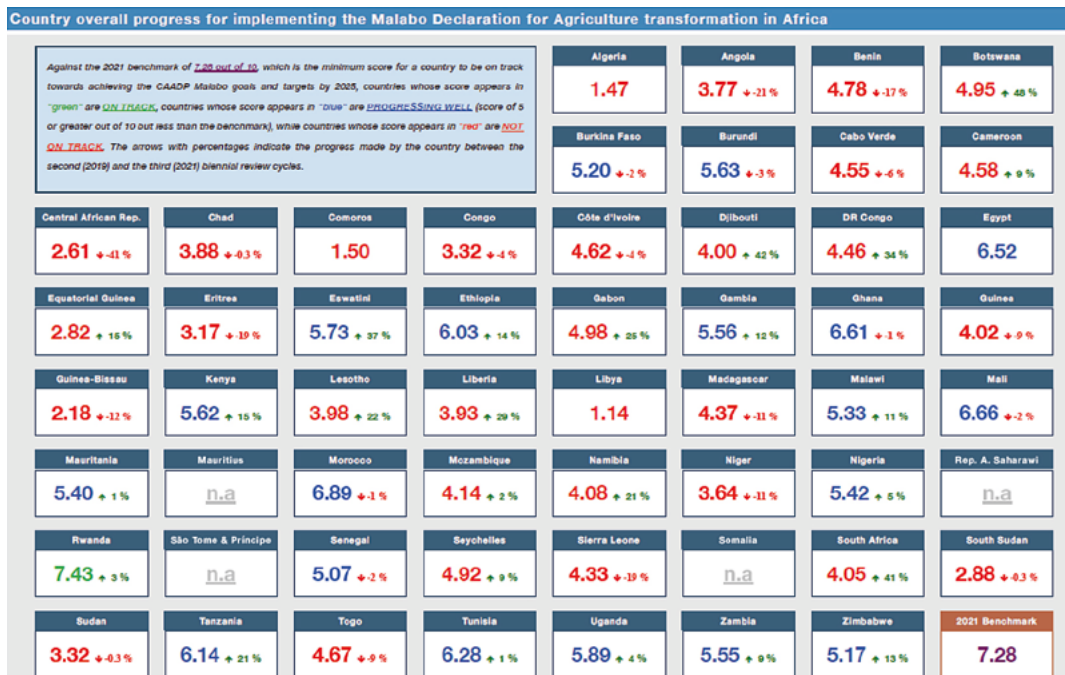 Country overall progress for implementing the Malabo Declaration for Agriculture transformation in Africa
Against the 2021 benchmark of 7.28 out of 10, which is the minimum score for a country to be on track
towards achieving the CAADP Malabo goals and targets by 2025, countries whose score appears in
"green" are ON TRACK, countries whose score appears in "blue" are PROGRESSING WELL (score of 5
or greater out of 10 but less than the benchmark), while countries whose score appears in "red" are NOT
ON TRACK. The arrows with percentages indicate the progress made by the country between the
second (2019) and the third (2021) biennial review cycles.
Algeria Angola Benin Botswana
1.47 3.77 ↓ -21 % 4.78 ↓ -17 % 4.95 ↑ 48 %
Burkina Faso Burundi Cabo Verde Cameroon
5.20 ↓ -2 % 5.63 ↓ -3 % 4.55 ↓ -6 % 4.58 ↑ 9 %
Central African Rep. Chad Comoros Congo Côte d'Ivoire Djibouti DR Congo Egypt
2.61 ↓ -41 % 3.88 ↓ -0.3 % 1.50 3.32 ↓ -4 % 4.62 ↓ -4 % 4.00 ↑ 42 % 4.46 ↑ 34 % 6.52
Equatorial Guinea Eritrea Eswatini Ethiopia Gabon Gambia Ghana Guinea
2.82 ↑ 15 % 3.17 ↓ -19 % 5.73 ↑ 37 % 6.03 ↑ 14 % 4.98 ↑ 25 % 5.56 ↑ 12 % 6.61 ↓ -1 % 4.02 ↓ -9 %
Guinea-Bissau Kenya Lesotho Liberia Libya Madagascar Malawi Mali
2.18 ↓ -12 % 5.62 ↑ 15 % 3.98 ↑ 22 % 3.93 ↑ 29 % 1.14 4.37 ↓ -11 % 5.33 ↑ 11 % 6.66 ↓ -2 %
Mauritania Mauritius Morocco Mozambique Namibia Niger Nigeria Rep. A. Saharawi
5.40 ↑ 1 % n.a 6.89 ↓ -1 % 4.14 ↑ 2 % 4.08 ↑ 21 % 3.64 ↓ -11 % 5.42 ↑ 5 % n.a
Rwanda São Tome & Príncipe Senegal Seychelles Sierra Leone Somalia South Africa South Sudan
7.43 ↑ 3 % n.a 5.07 ↓ -2 % 4.92 ↑ 9 % 4.33 ↓ -19 % n.a 4.05 ↑ 41 % 2.88 ↓ -0.3 %
Sudan Tanzania Togo Tunisia Uganda Zambia Zimbabwe 2021 Benchmark
3.32 ↓ -0.3 % 6.14 ↑ 21 % 4.67 ↓ -9 % 6.28 ↑ 1 % 5.89 ↑ 4 % 5.55 ↑ 9 % 5.17 ↑ 13 % 7.28